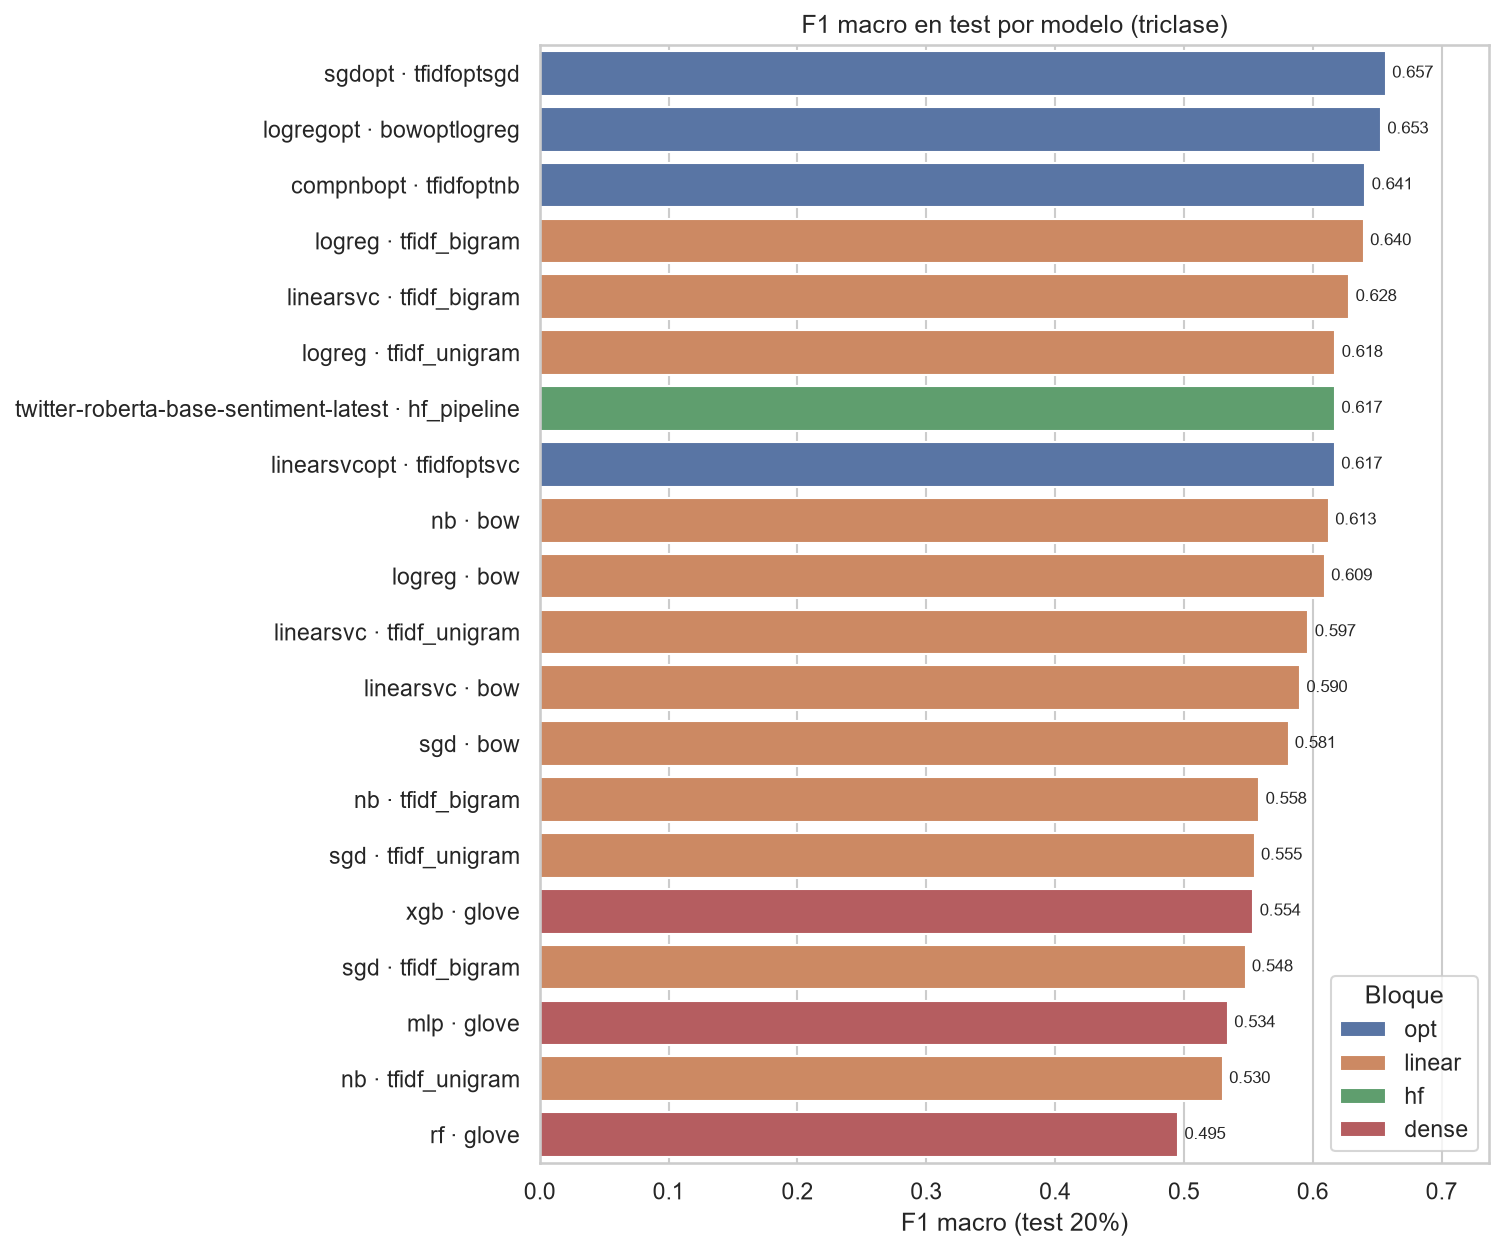 F1 macro en test por modelo (triclase)
sgdopt · tfidfoptsgd 0.657
logregopt · bowoptlogreg 0.653
compnbopt · tfidfoptnb 0.641
logreg · tfidf_bigram 0.640
linearsvc · tfidf_bigram 0.628
logreg · tfidf_unigram 0.618
twitter-roberta-base-sentiment-latest · hf_pipeline 0.617
linearsvcopt · tfidfoptsvc 0.617
nb · bow 0.613
logreg · bow 0.609
linearsvc · tfidf_unigram 0.597
linearsvc · bow 0.590
sgd · bow 0.581
nb · tfidf_bigram 0.558
sgd · tfidf_unigram 0.555
xgb · glove 0.554
sgd · tfidf_bigram 0.548
mlp · glove 0.534
nb · tfidf_unigram 0.530
rf · glove 0.495
Bloque
opt
linear
hf
dense
0.0 0.1 0.2 0.3 0.4 0.5 0.6 0.7
F1 macro (test 20%)